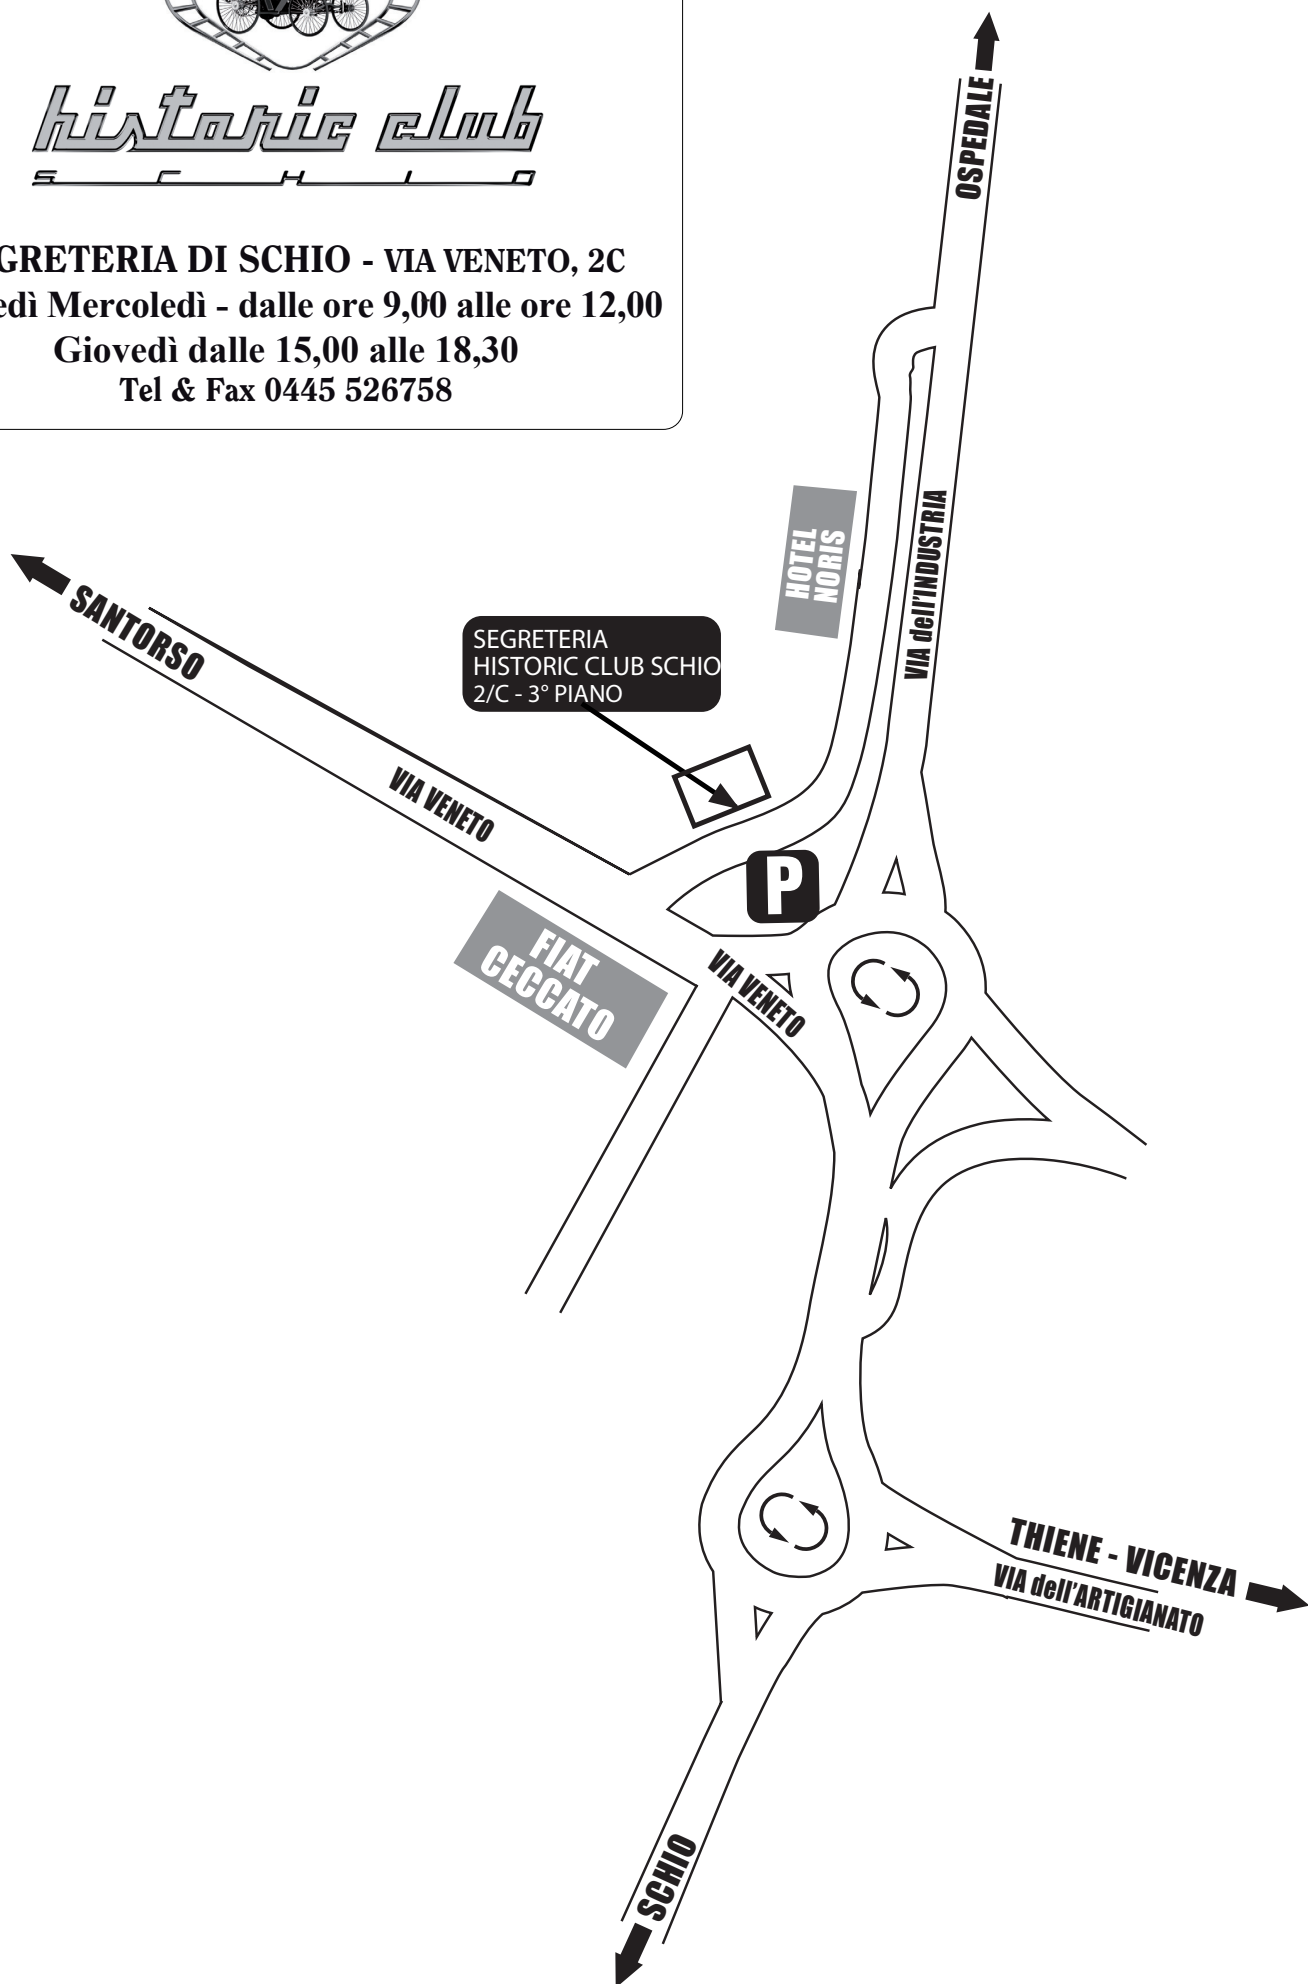 historic club
SCHIO
GRETERIA DI SCHIO - VIA VENETO, 2C
edì Mercoledì - dalle ore 9,00 alle ore 12,00
Giovedì dalle 15,00 alle 18,30
Tel & Fax 0445 526758
OSPEDALE
HOTEL
NORIS
VIA dell'INDUSTRIA
SANTORSO
SEGRETERIA
HISTORIC CLUB SCHIO
2/C - 3° PIANO
VIA VENETO
P
FIAT
CECCATO
VIA VENETO
THIENE - VICENZA
VIA dell'ARTIGIANATO
SCHIO